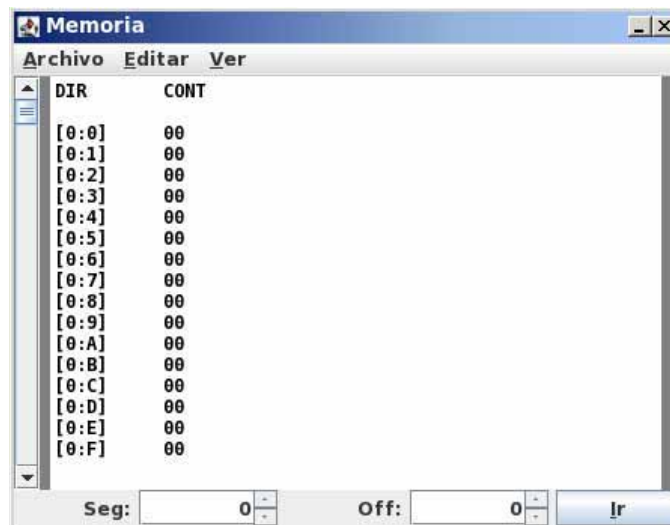 Memoria
Archivo Editar Ver
DIR CONT
[0:0] 00
[0:1] 00
[0:2] 00
[0:3] 00
[0:4] 00
[0:5] 00
[0:6] 00
[0:7] 00
[0:8] 00
[0:9] 00
[0:A] 00
[0:B] 00
[0:C] 00
[0:D] 00
[0:E] 00
[0:F] 00
Seg: 0 Off: 0 Ir